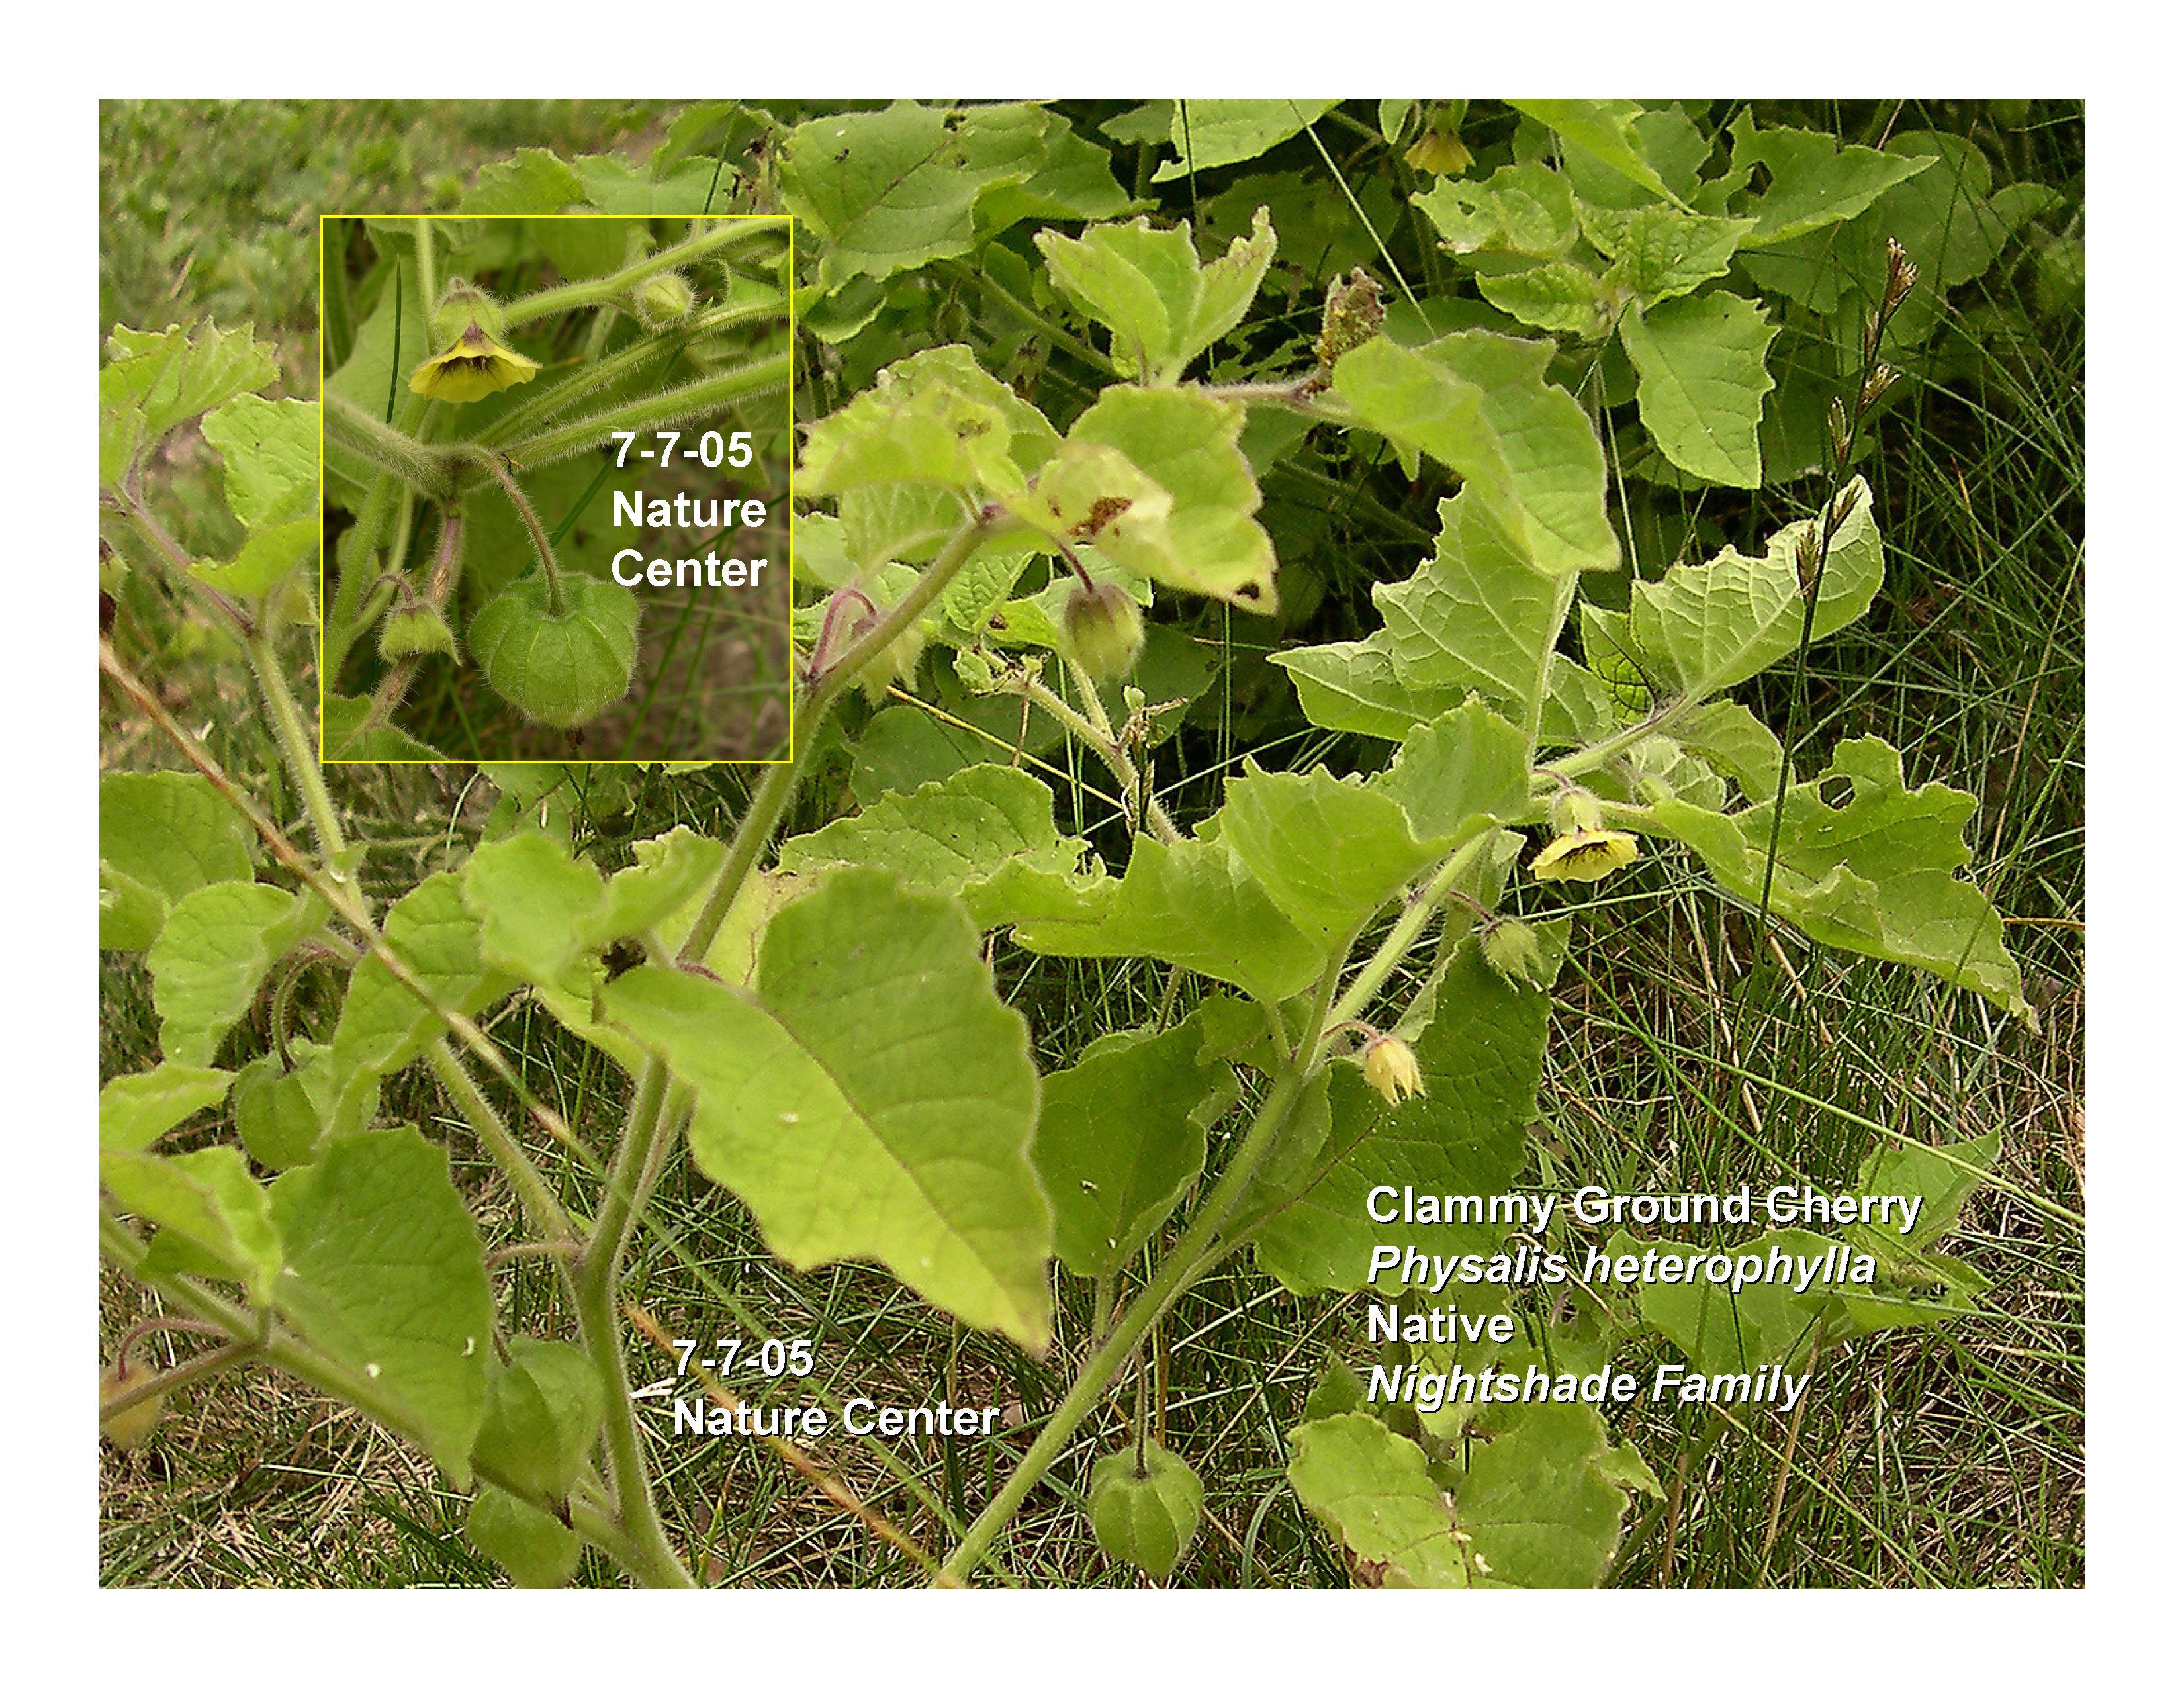 7-7-05
Nature
Center
Clammy Ground Cherry
Physalis heterophylla
Native
Nightshade Family
7-7-05
Nature Center